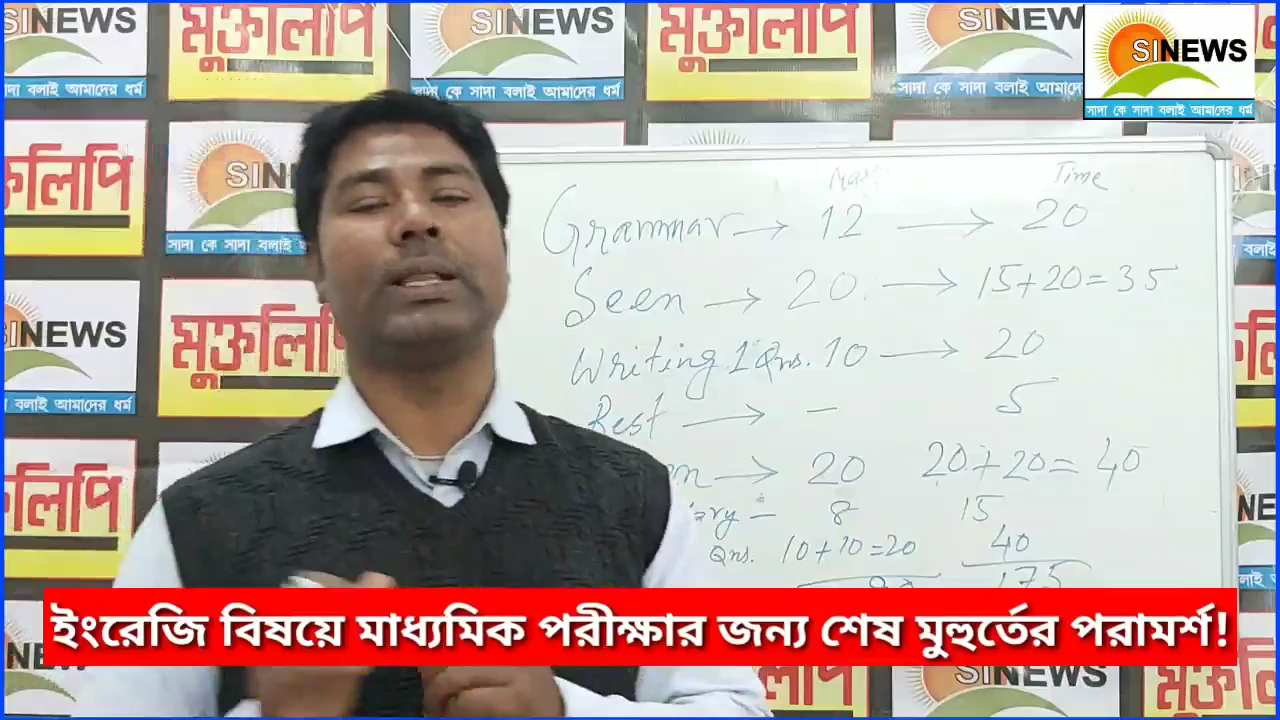 SINEWS
সাদা কে সাদা বলাই আমাদের ধর্ম
মুক্তলিপি
Time
Grammar → 12 → 20
Seen → 20 → 15+20=35
Writing 1 Qns. 10 → 20
Rest → - 5
→ 20 20+20=40
8 15
Qns. 10+10=20 40
175
ইংরেজি বিষয়ে মাধ্যমিক পরীক্ষার জন্য শেষ মুহুর্তের পরামর্শ!